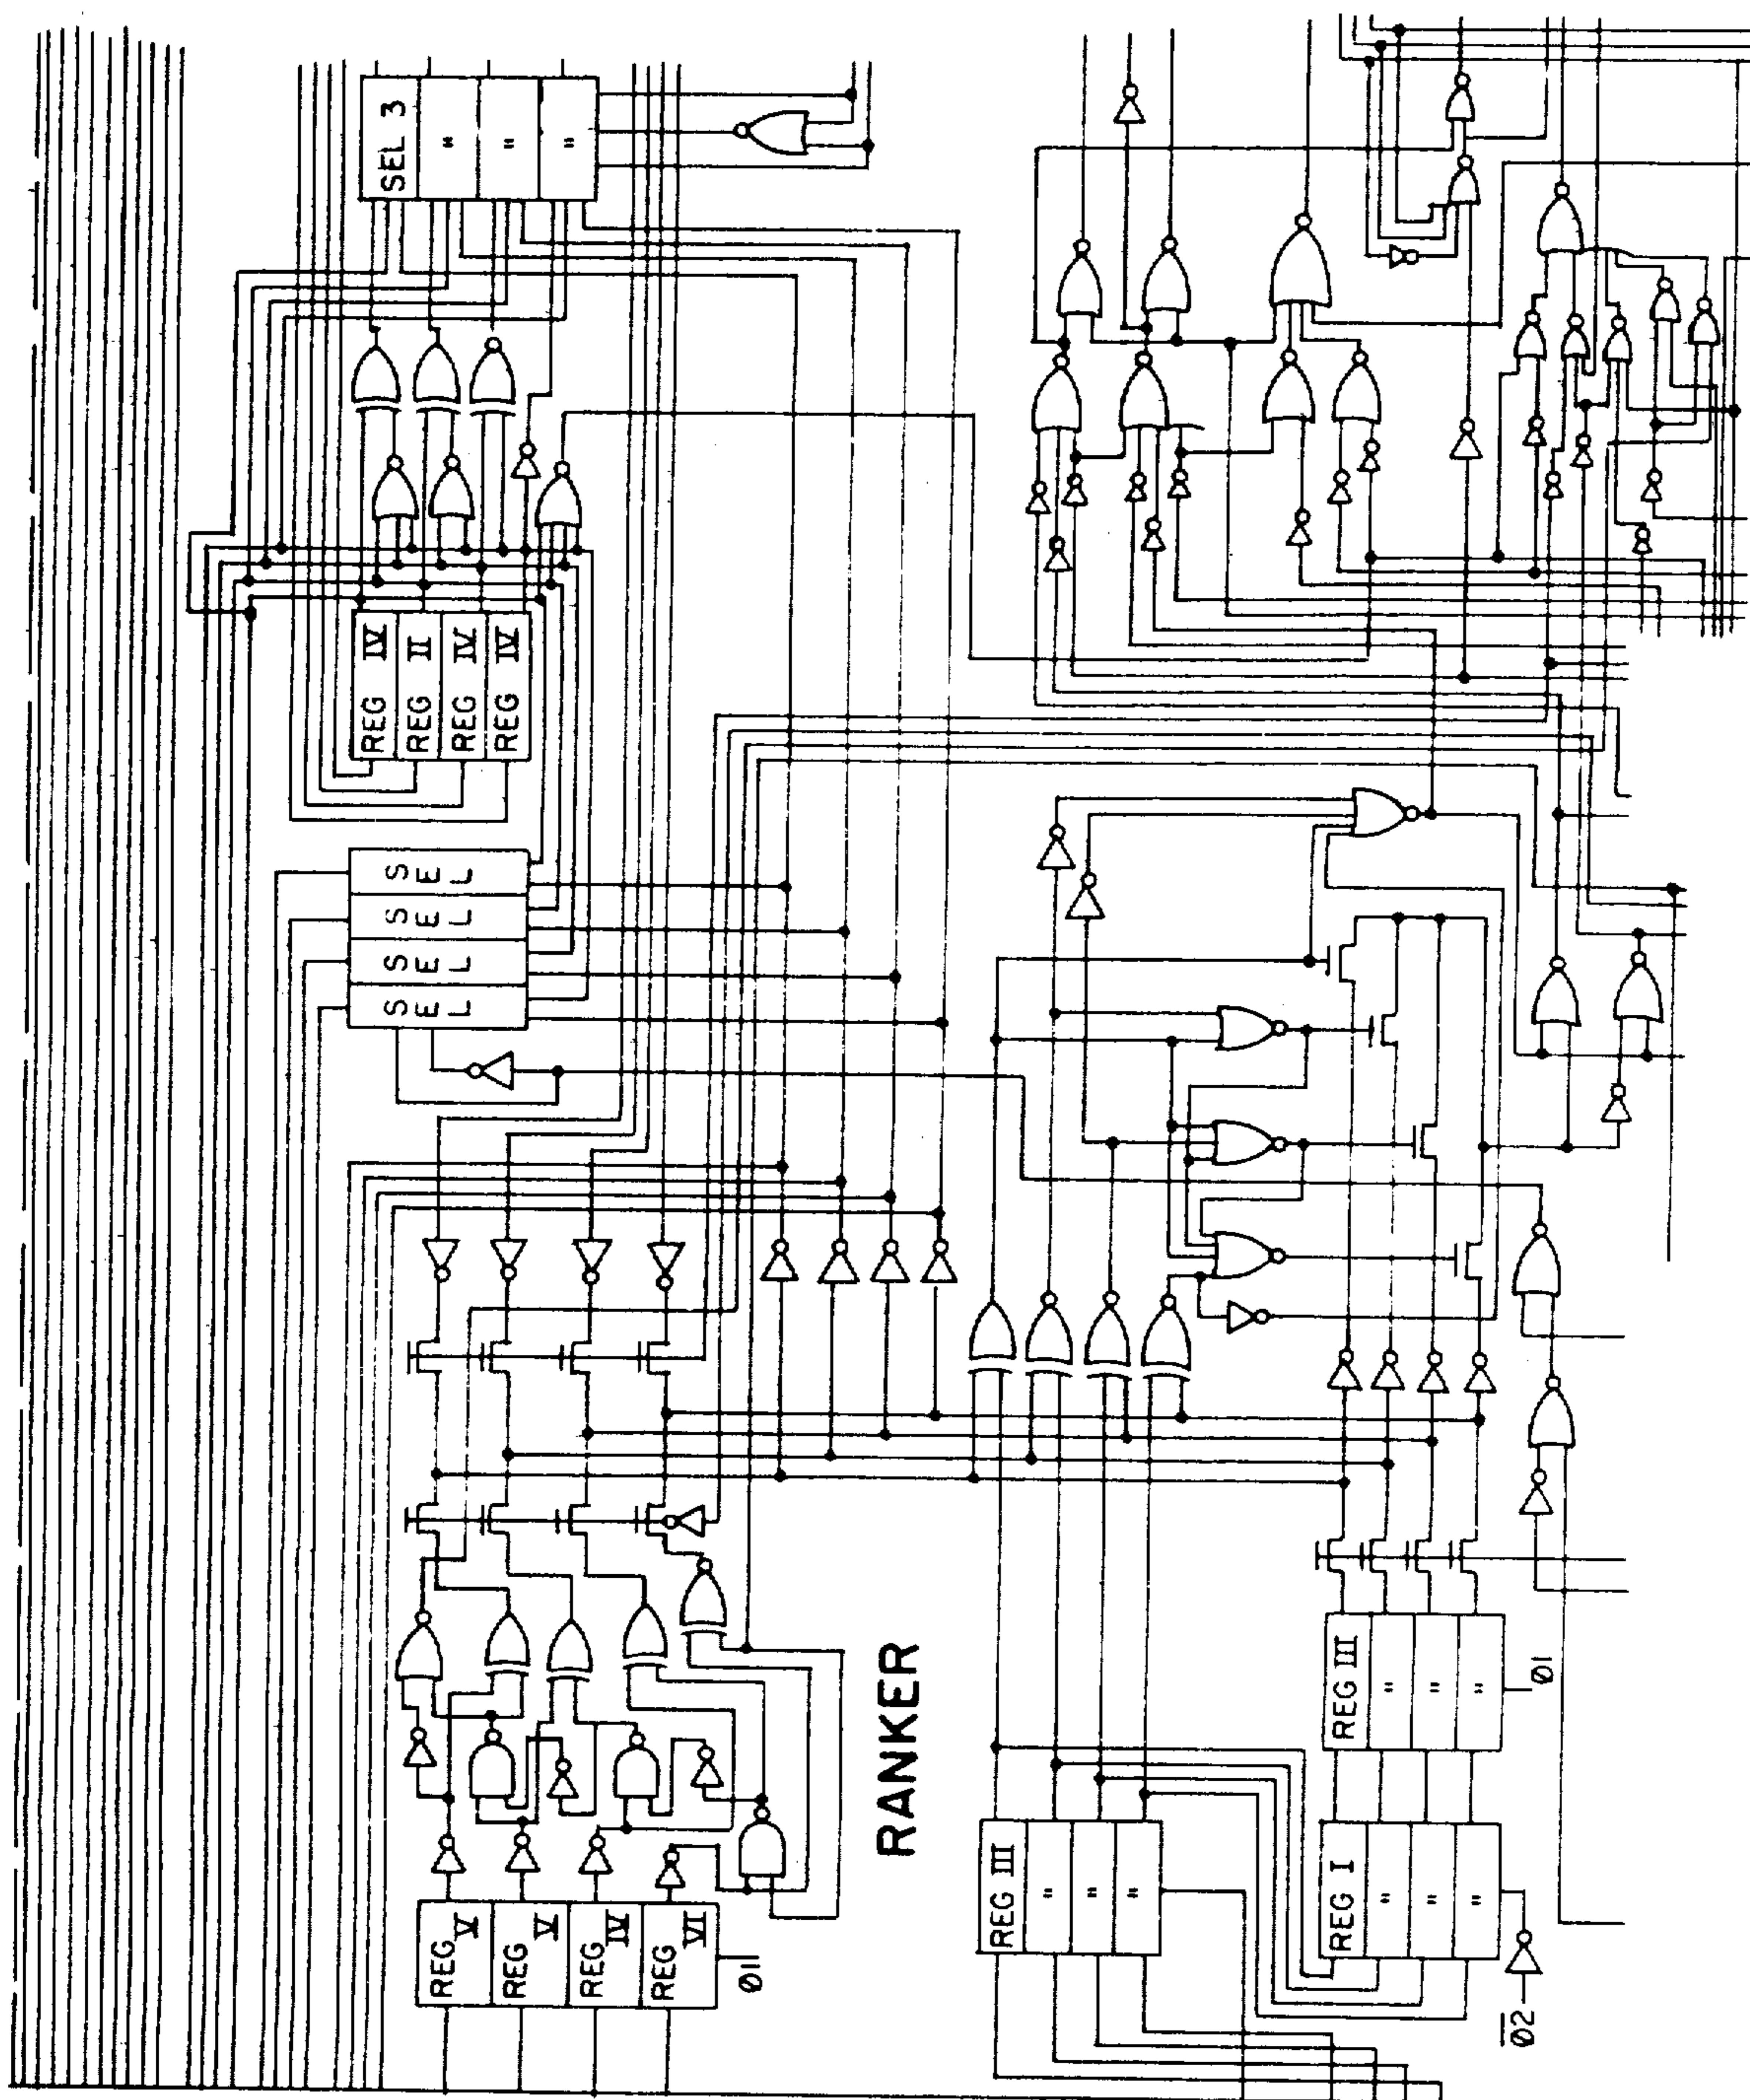 SEL 3
"
"
"
REG IV
REG II
REG IV
REG IV
SEL
SEL
SEL
SEL
REG V
REG V
REG IV
REG VI
Ø1
RANKER
REG III
"
"
"
REG III
"
"
"
Ø1
REG I
"
"
"
Ø2